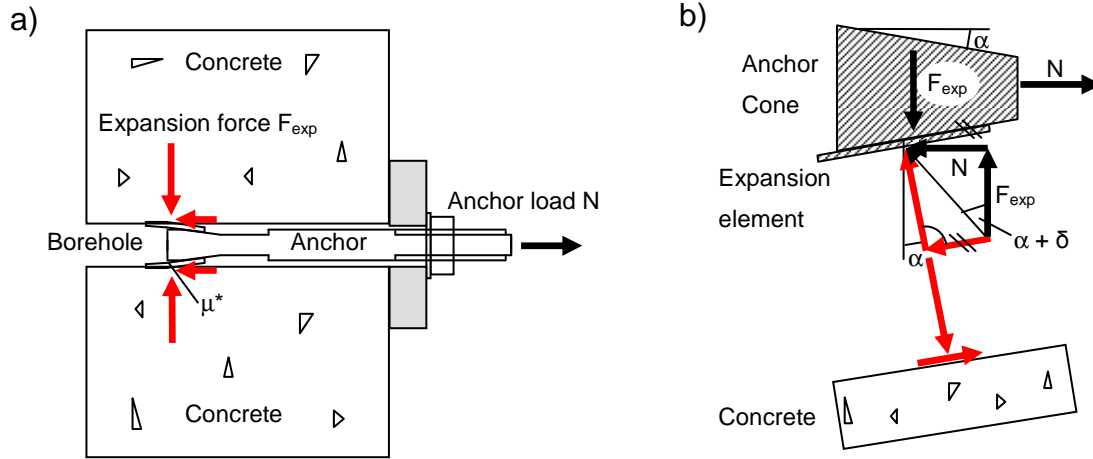 a)
Concrete
Expansion force Fexp
Anchor load N
Borehole
Anchor
μ*
Concrete
b)
α
N
Anchor
Cone
Fexp
N
Expansion
element
Fexp
α + δ
α
Concrete